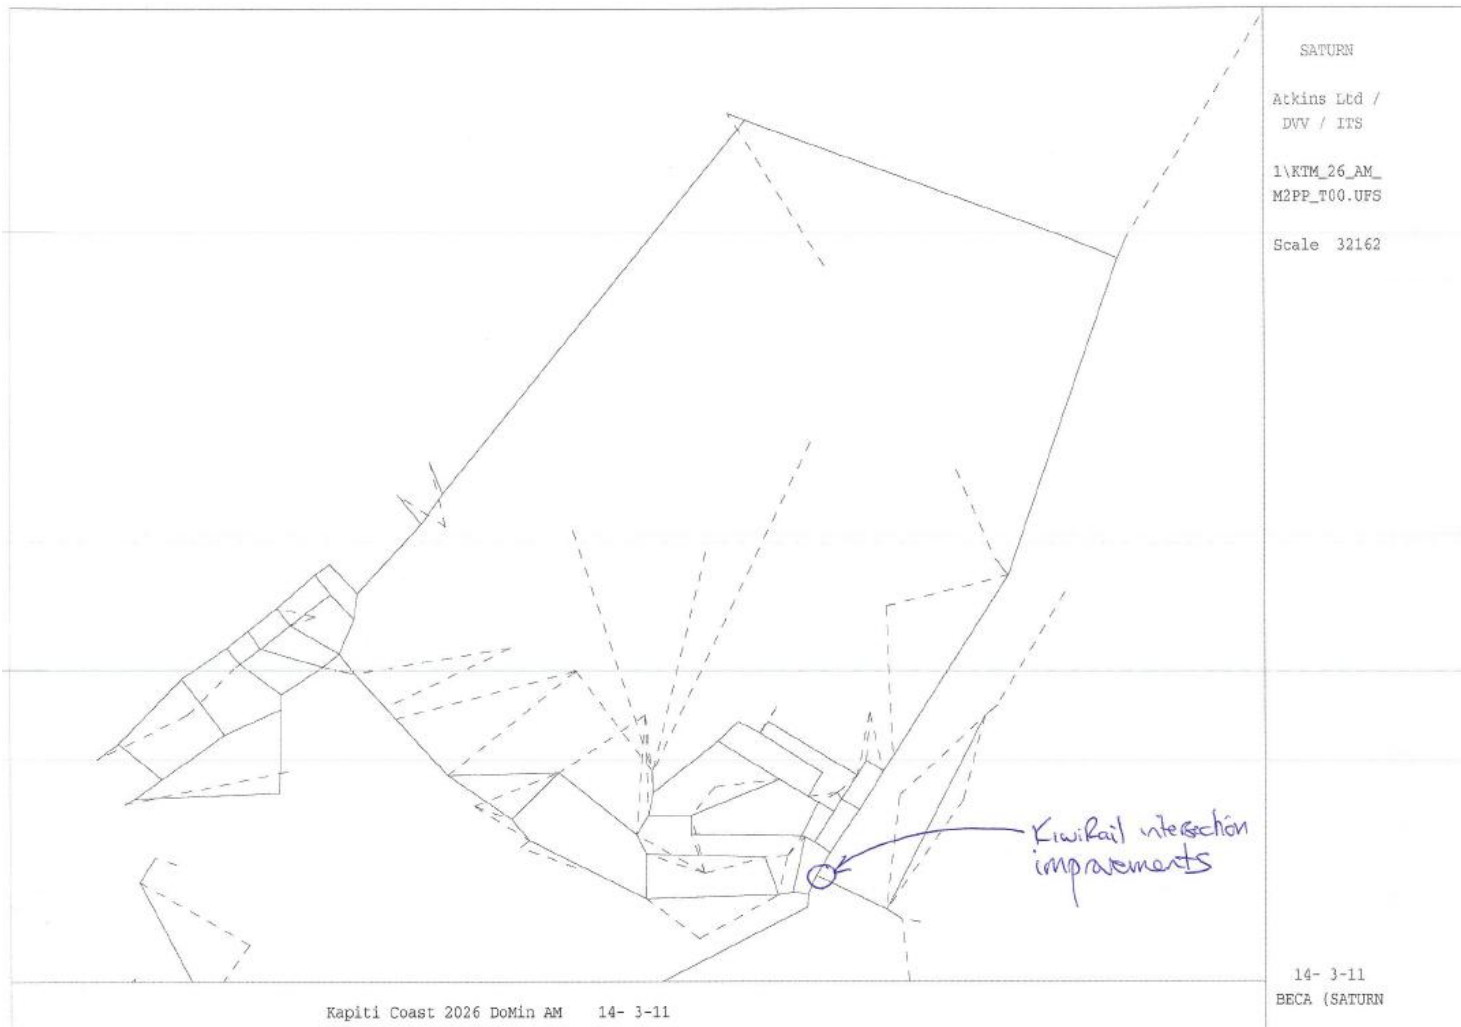 SATURN
Atkins Ltd /
DVV / ITS
1\KTM_26_AM_
M2PP_T00.UFS
Scale 32162
KiwiRail intersection
improvements
14- 3-11
BECA (SATURN
Kapiti Coast 2026 DoMin AM 14- 3-11